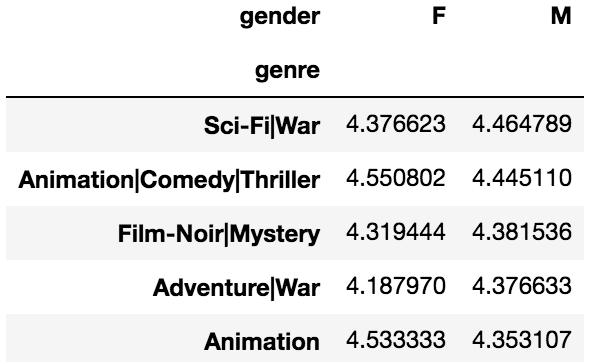 gender F M
genre
Sci-Fi|War 4.376623 4.464789
Animation|Comedy|Thriller 4.550802 4.445110
Film-Noir|Mystery 4.319444 4.381536
Adventure|War 4.187970 4.376633
Animation 4.533333 4.353107